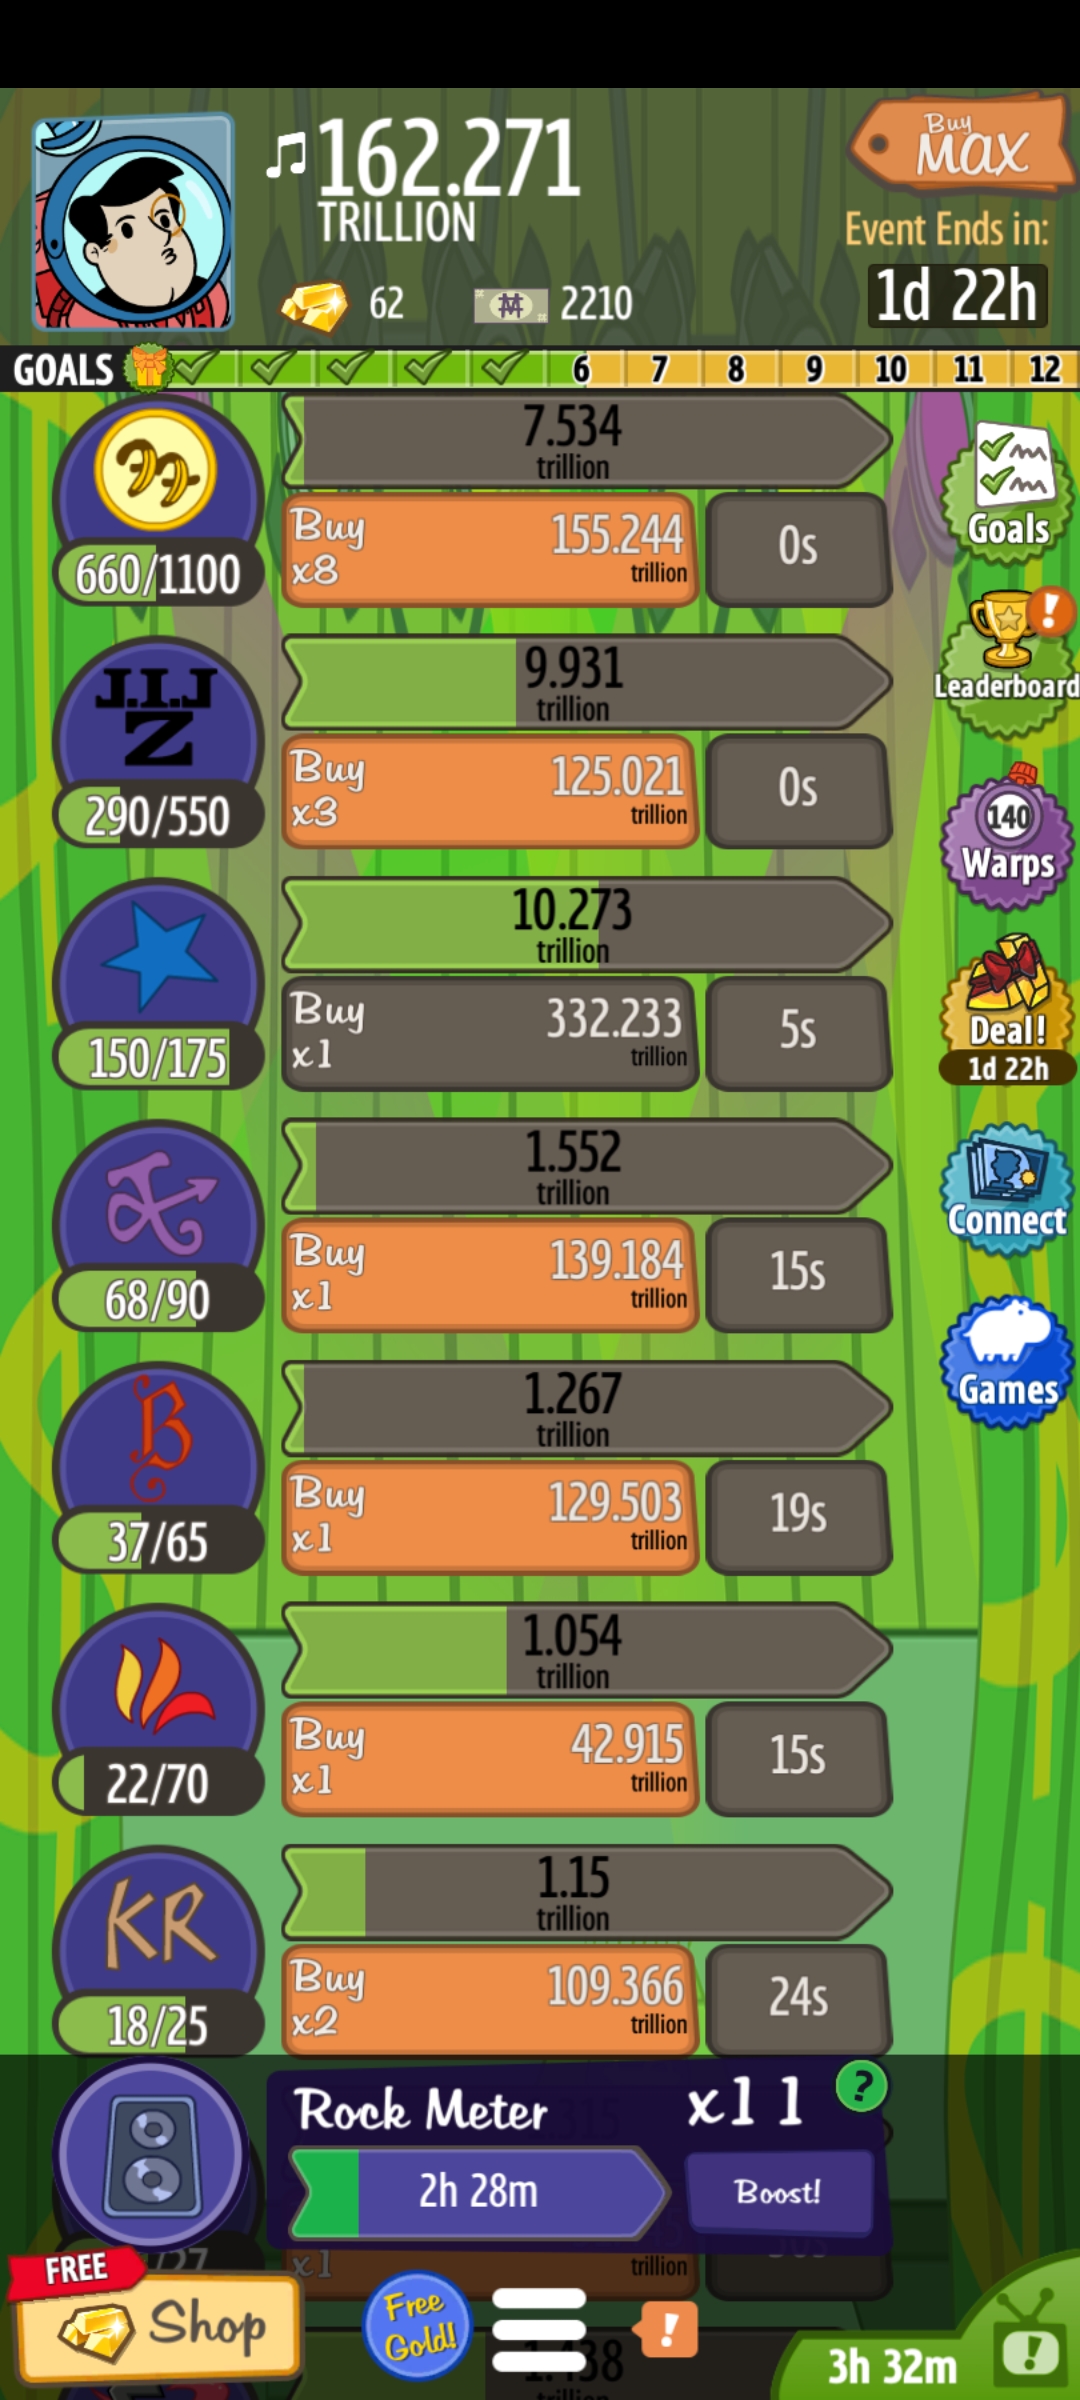 162.271
TRILLION
62
2210
Buy
MAX
Event Ends in:
1d 22h
GOALS
6 7 8 9 10 11 12
7.534
trillion
660/1100
Buy
x8
155.244
trillion
0s
Goals
J.I.J
Z
9.931
trillion
290/550
Buy
x3
125.021
trillion
0s
Leaderboard
!
10.273
trillion
150/175
Buy
x1
332.233
trillion
5s
140
Warps
Deal!
1d 22h
1.552
trillion
68/90
Buy
x1
139.184
trillion
15s
Connect
B
1.267
trillion
37/65
Buy
x1
129.503
trillion
19s
Games
1.054
trillion
22/70
Buy
x1
42.915
trillion
15s
KR
1.15
trillion
18/25
Buy
x2
109.366
trillion
24s
Rock Meter
x11
?
2h 28m
Boost!
x1
trillion
FREE
Shop
Free
Gold!
!
3h 32m
!